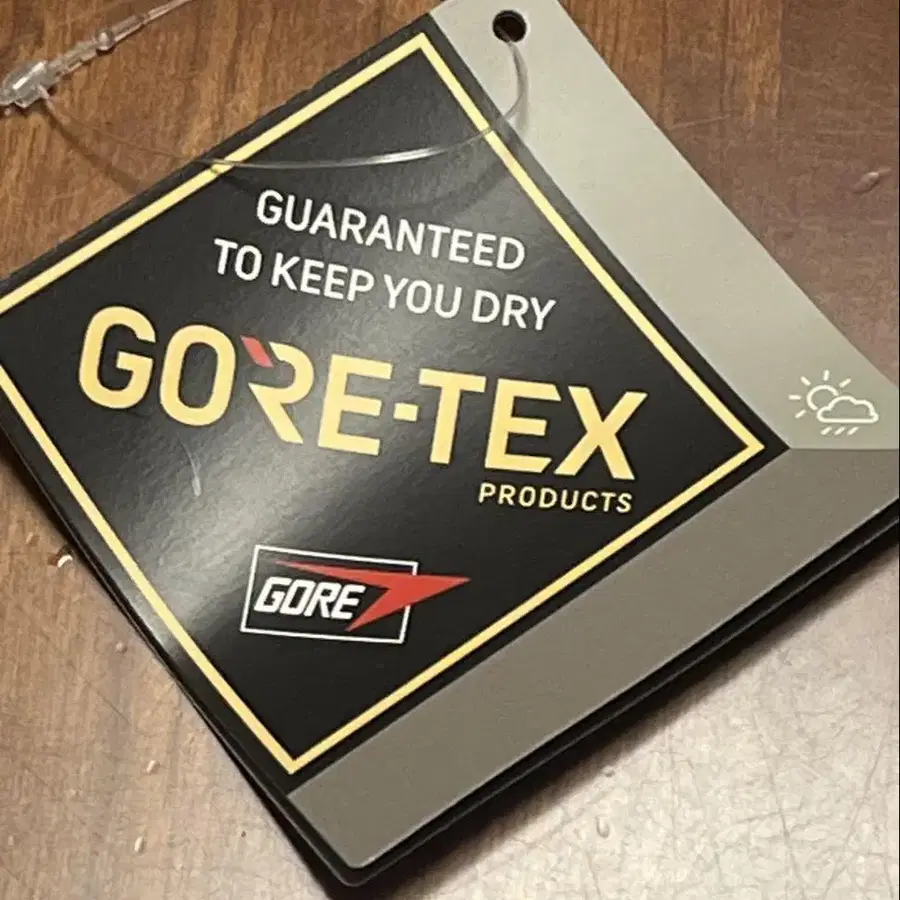 GUARANTEED
TO KEEP YOU DRY
GORE-TEX
PRODUCTS
GORE